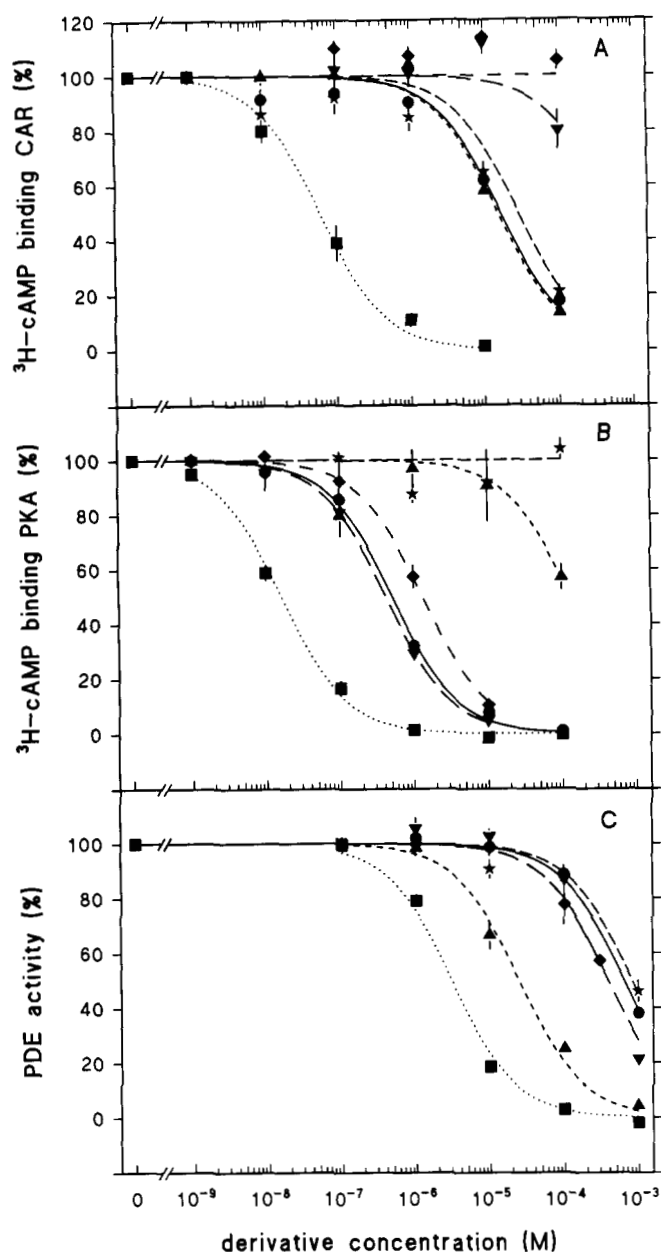 A
³H-cAMP binding CAR (%)
120
100
80
60
40
20
0
B
³H-cAMP binding PKA (%)
100
80
60
40
20
0
C
PDE activity (%)
100
80
60
40
20
0
0 10⁻⁹ 10⁻⁸ 10⁻⁷ 10⁻⁶ 10⁻⁵ 10⁻⁴ 10⁻³
derivative concentration (M)